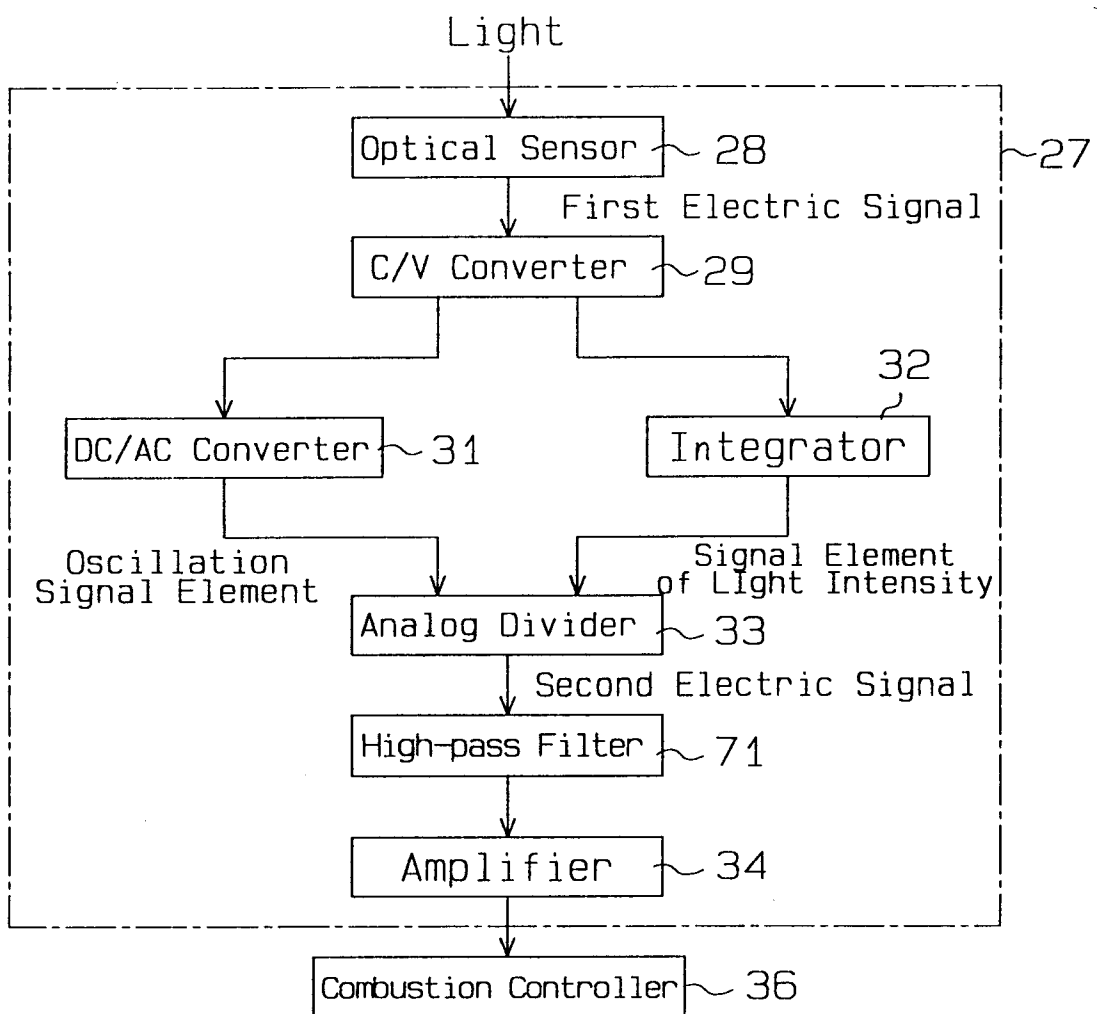 Light
Optical Sensor
28
27
First Electric Signal
C/V Converter
29
32
DC/AC Converter
31
Integrator
Oscillation
Signal Element
Signal Element
of LIght Intensity
Analog Divider
33
Second Electric Signal
High-pass Filter
71
Amplifier
34
Combustion Controller
36